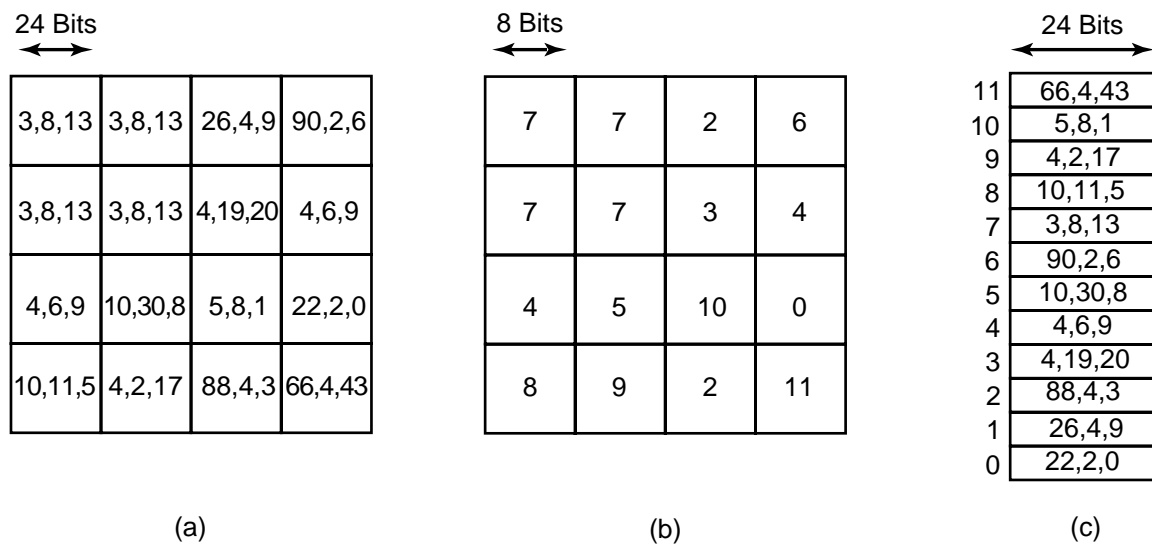 24 Bits 8 Bits 24 Bits
3,8,13 3,8,13 26,4,9 90,2,6
3,8,13 3,8,13 4,19,20 4,6,9
4,6,9 10,30,8 5,8,1 22,2,0
10,11,5 4,2,17 88,4,3 66,4,43
(a)
7 7 2 6
7 7 3 4
4 5 10 0
8 9 2 11
(b)
11 66,4,43
10 5,8,1
9 4,2,17
8 10,11,5
7 3,8,13
6 90,2,6
5 10,30,8
4 4,6,9
3 4,19,20
2 88,4,3
1 26,4,9
0 22,2,0
(c)